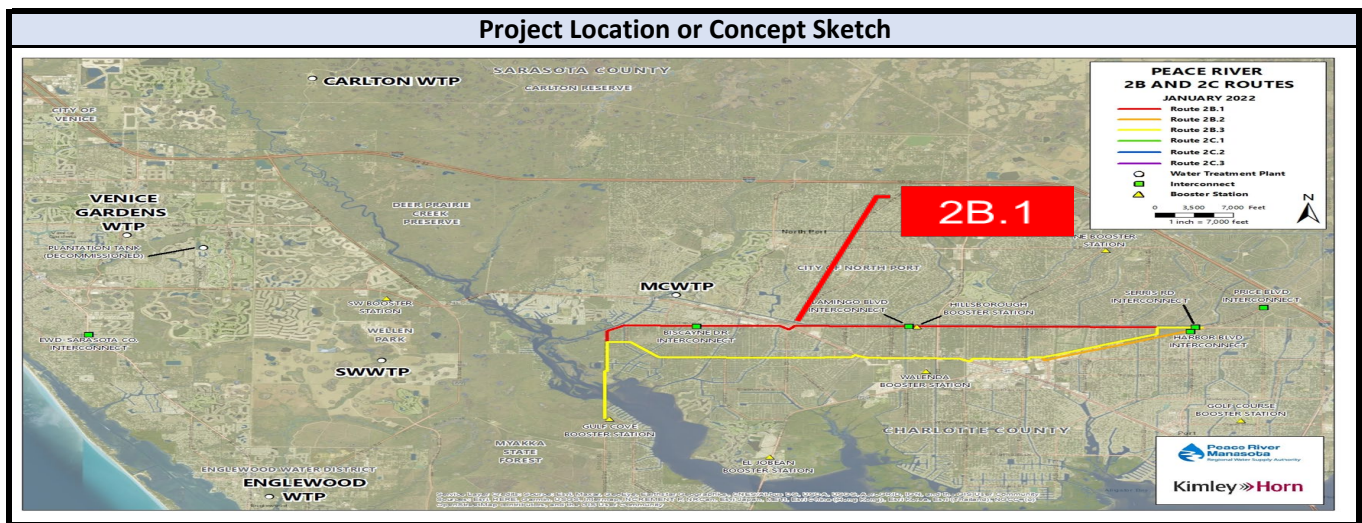 Project Location or Concept Sketch
PEACE RIVER
2B AND 2C ROUTES
JANUARY 2022
Route 2B.1
Route 2B.2
Route 2B.3
Route 2C.1
Route 2C.2
Route 2C.3
Water Treatment Plant
Interconnect
Booster Station
0 3,500 7,000 Feet
1 inch = 7,000 feet
N
SARASOTA COUNTY
CARLTON WTP
CARLTON RESERVE
CITY OF
VENICE
VENICE
GARDENS
WTP
DEER PRAIRIE
CREEK
PRESERVE
2B.1
North Port
NE BOOSTER
STATION
PLANTATION TANK
(DECOMMISSIONED)
CITY OF NORTH PORT
MCWTP
SW BOOSTER
STATION
LAMINGO BLVD
INTERCONNECT
HILLSBOROUGH
BOOSTER STATION
SERRIS RD
INTERCONNECT
PRICE BLVD
INTERCONNECT
WELLEN
PARK
BISCAYNE DR
INTERCONNECT
HARBOR BLVD
INTERCONNECT
EWD-SARASOTA CO.
INTERCONNECT
SWWTP
WALENDA
BOOSTER STATION
GOLF COURSE
BOOSTER STATION
GULF COVE
BOOSTER STATION
CHARLOTTE COUNTY
Port
MYAKKA
STATE
FOREST
EL JOBEAN
BOOSTER STATION
ENGLEWOOD WATER DISTRICT
ENGLEWOOD
WTP
Peace River
Manasota
Regional Water Supply Authority
Kimley»Horn